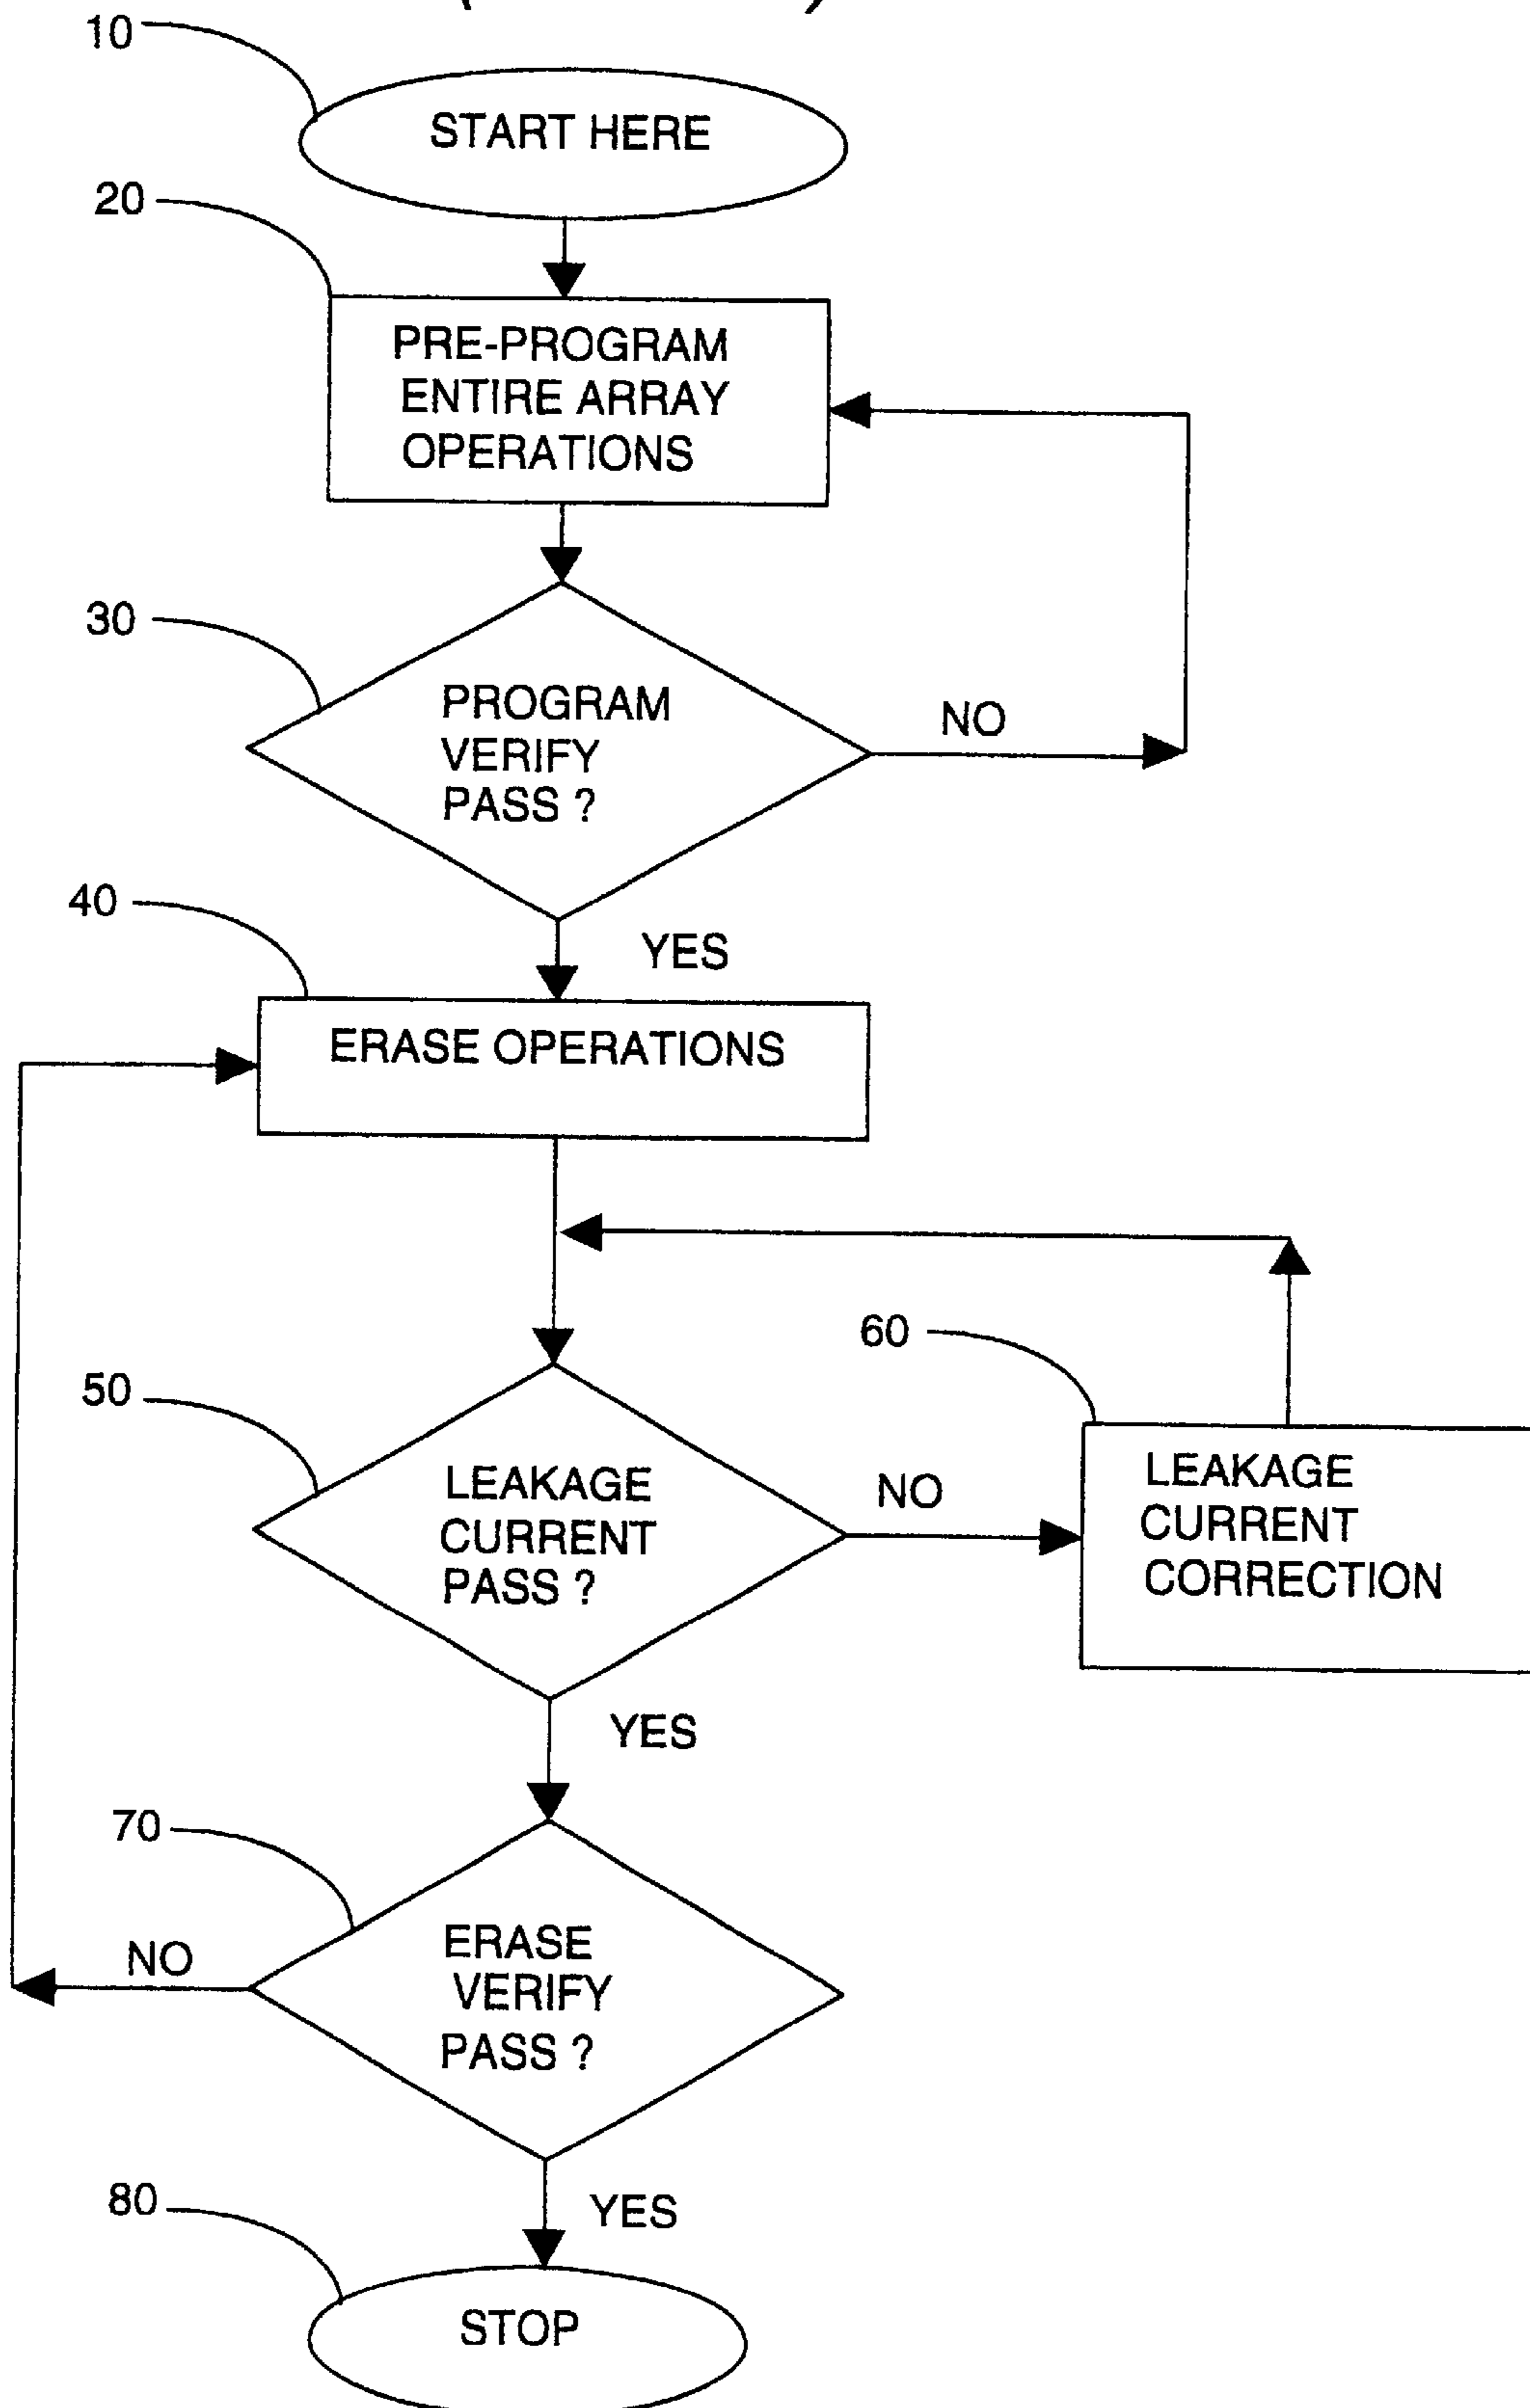 10
START HERE
20
PRE-PROGRAM
ENTIRE ARRAY
OPERATIONS
30
PROGRAM
VERIFY
PASS ?
NO
40
YES
ERASE OPERATIONS
60
50
LEAKAGE
CURRENT
PASS ?
NO
LEAKAGE
CURRENT
CORRECTION
YES
70
ERASE
VERIFY
PASS ?
NO
80
YES
STOP